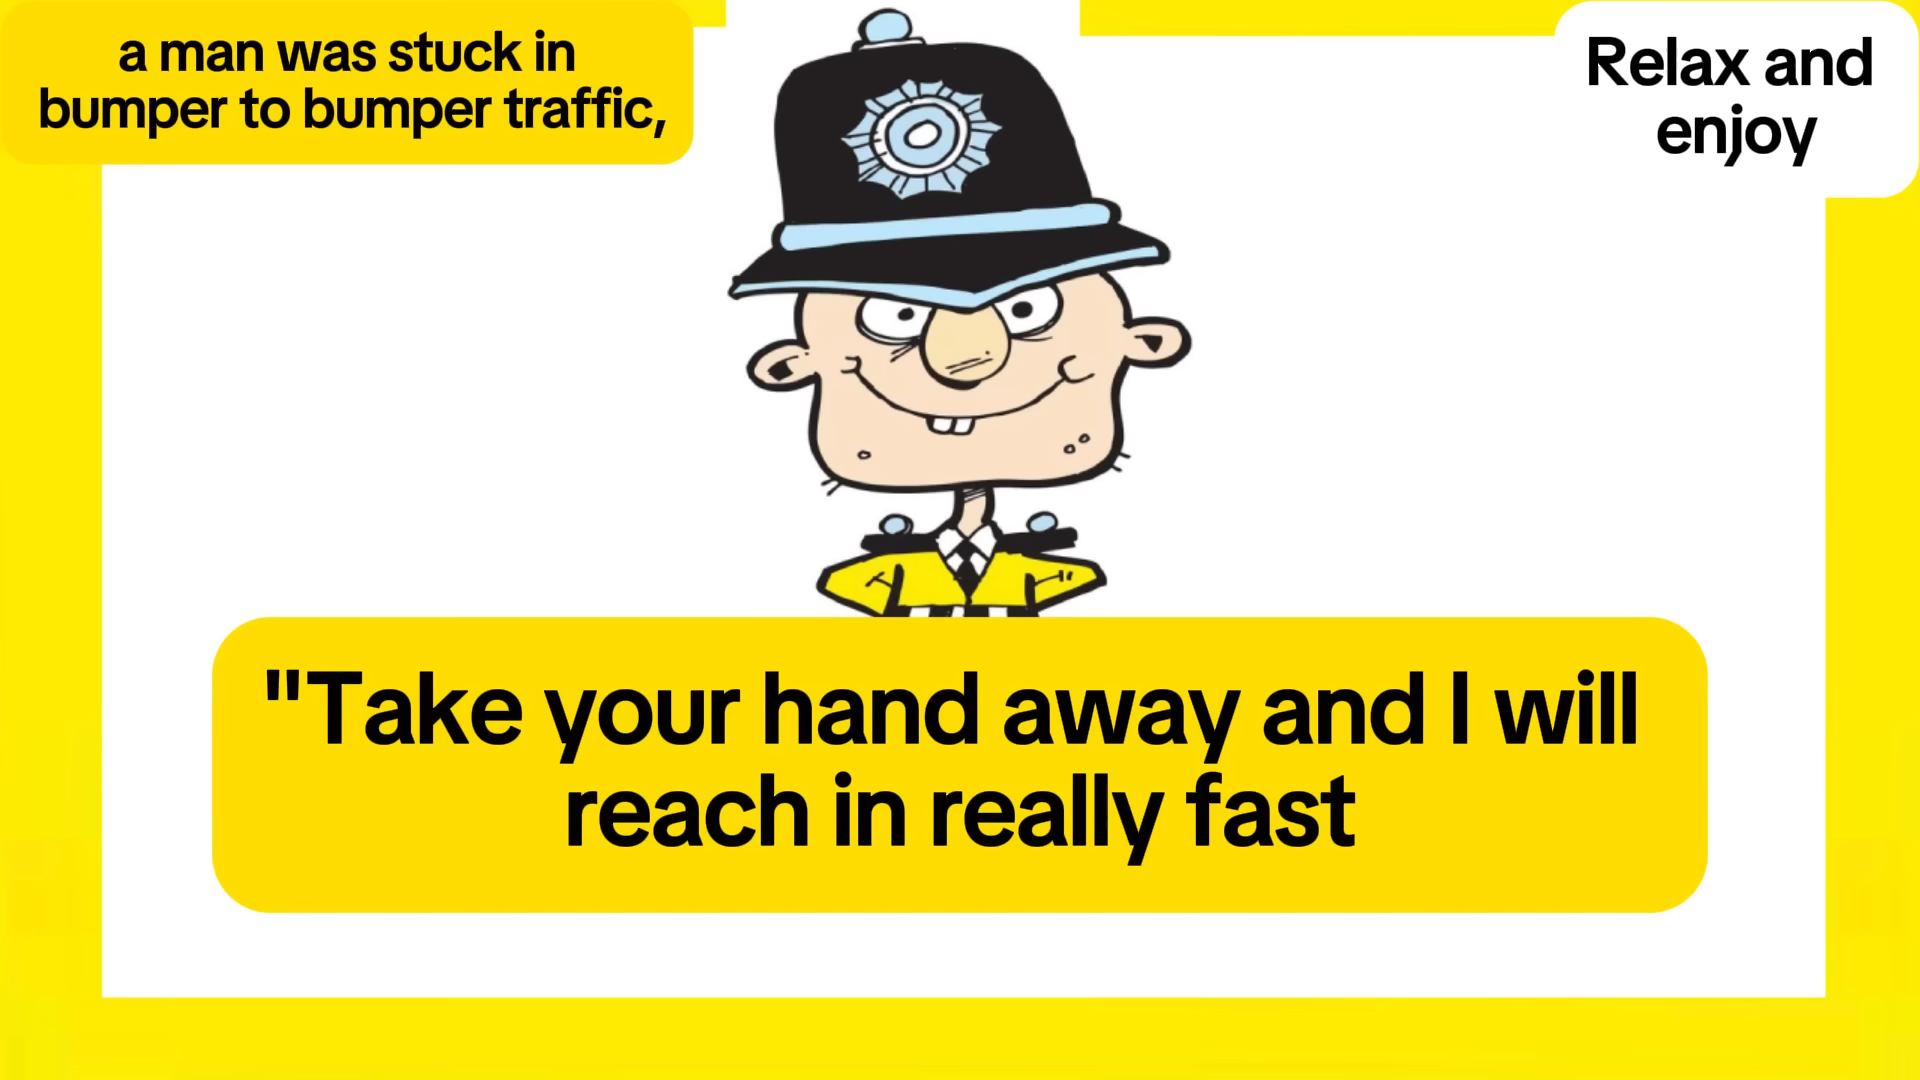 a man was stuck in
bumper to bumper traffic,
Relax and
enjoy
"Take your hand away and I will
reach in really fast